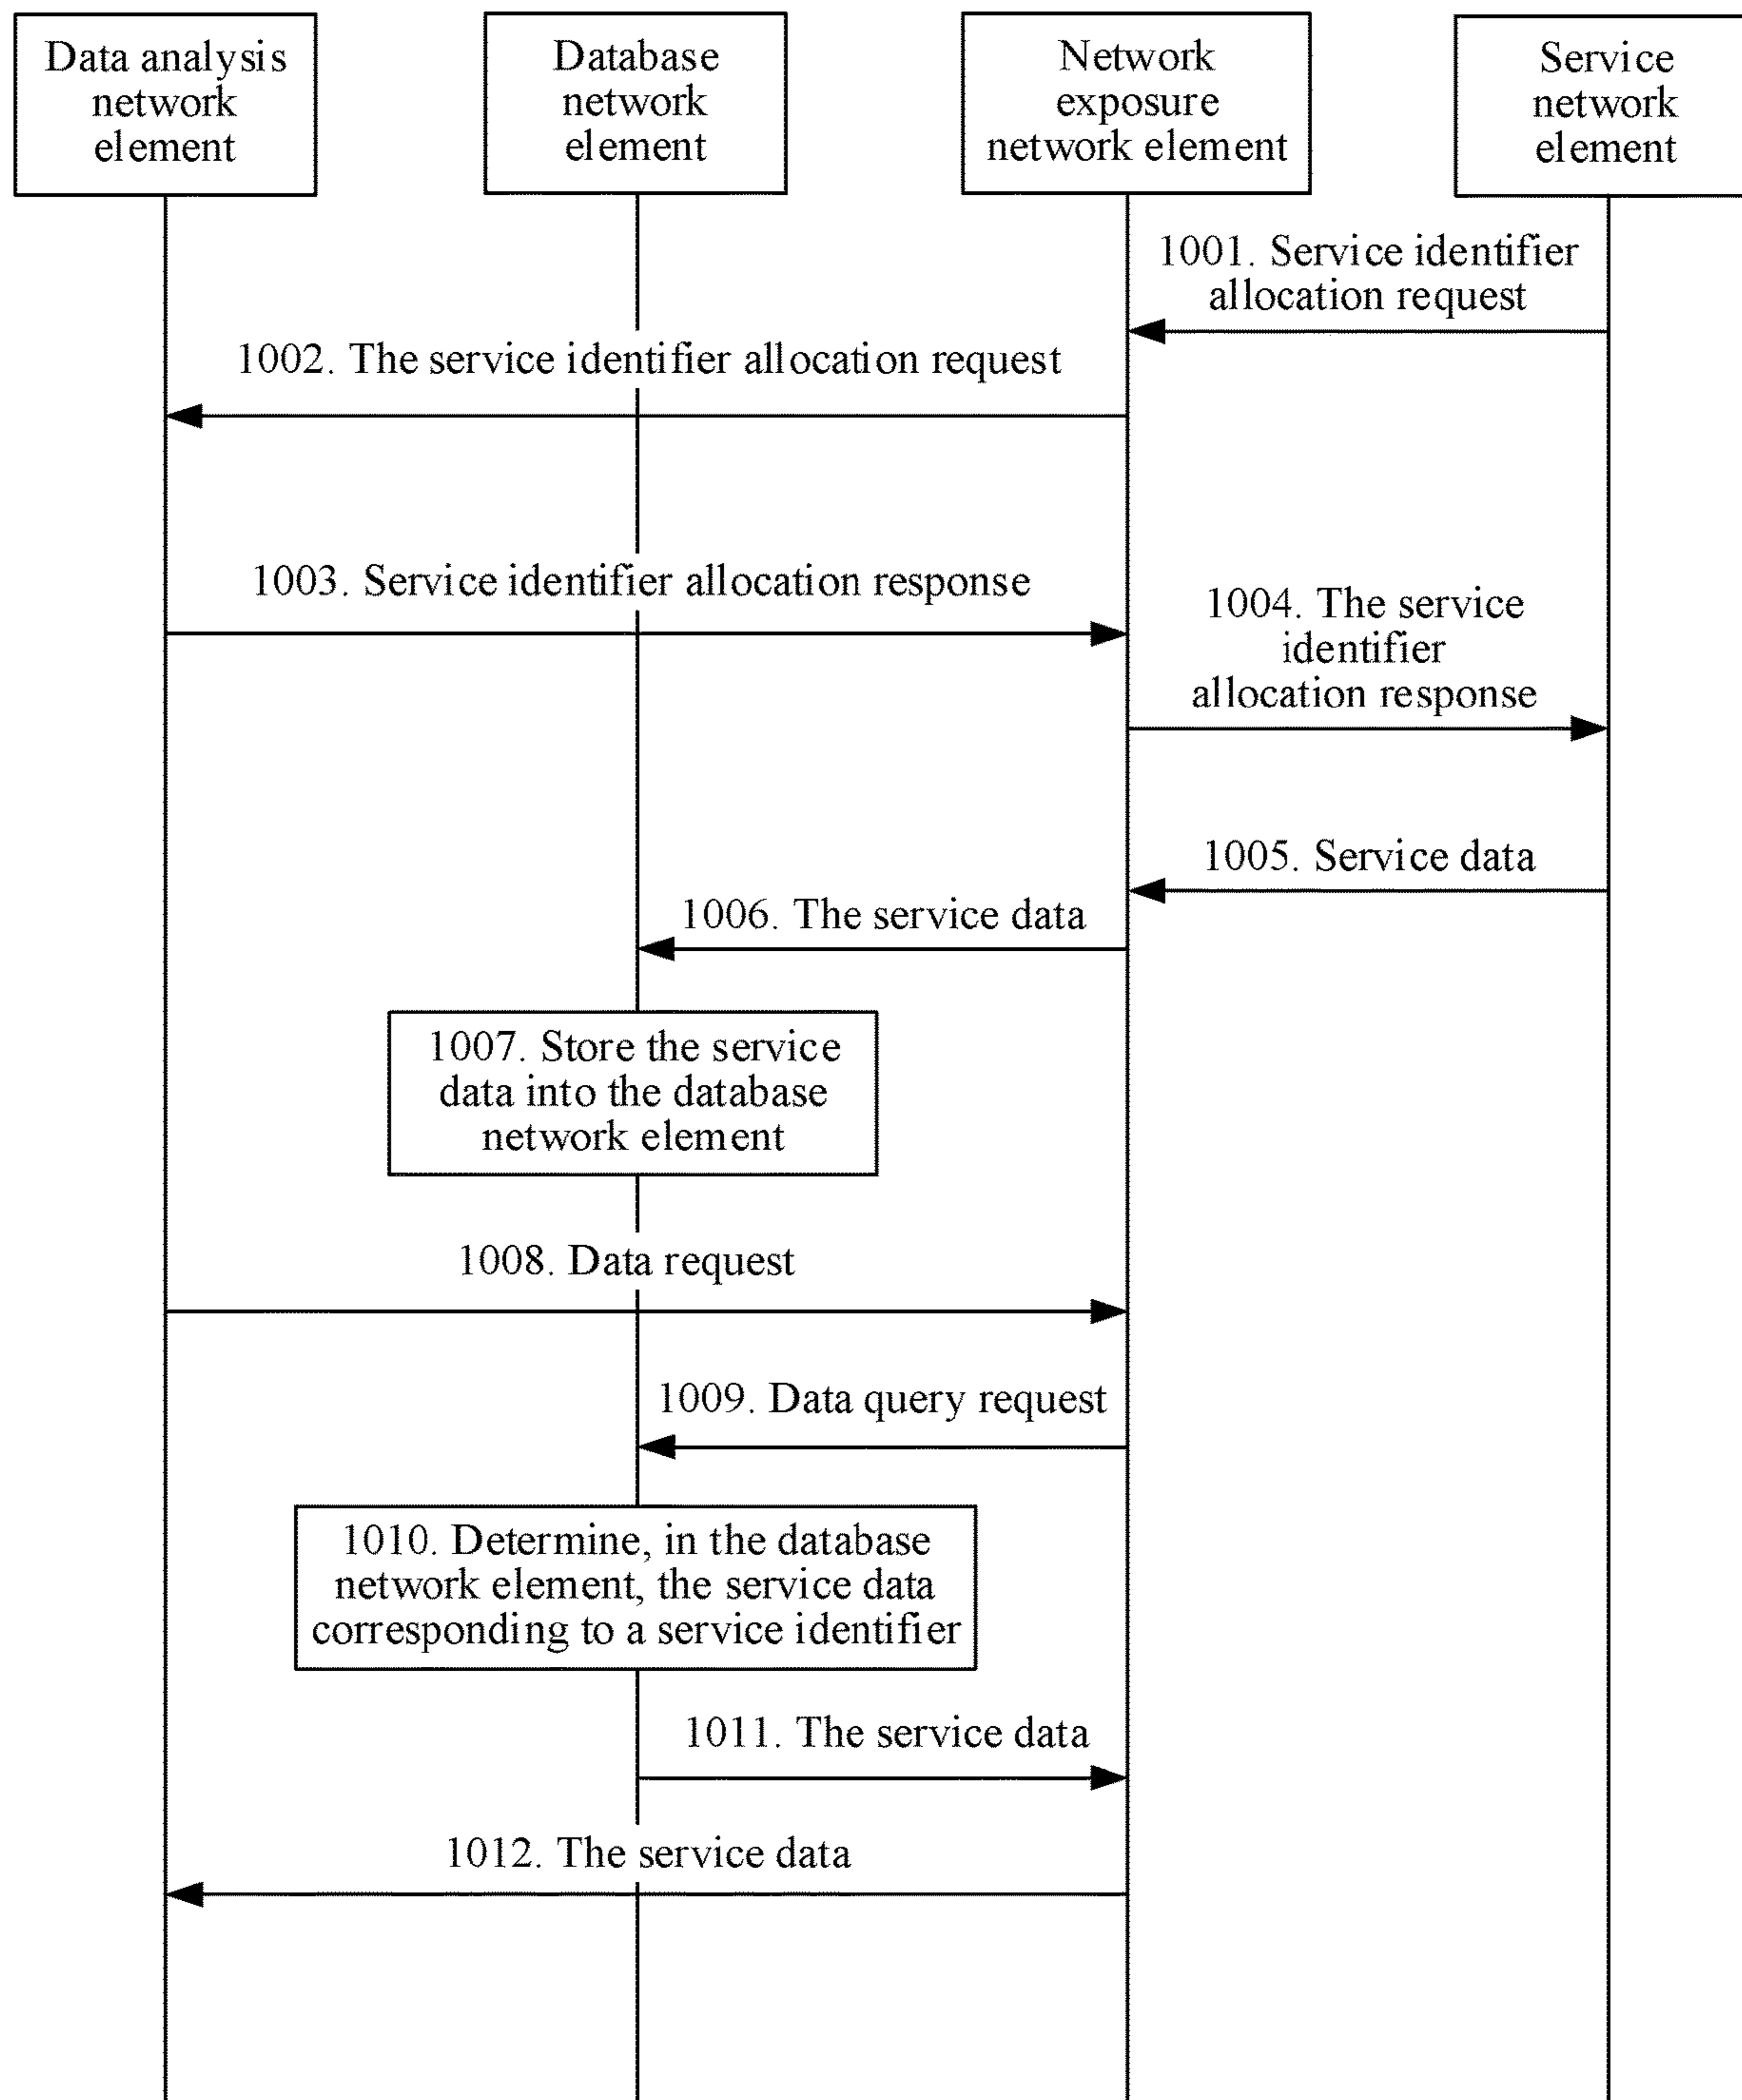 Data analysis
network
element
Database
network
element
Network
exposure
network element
Service
network
element
1001. Service identifier
allocation request
1002. The service identifier allocation request
1003. Service identifier allocation response
1004. The service
identifier
allocation response
1005. Service data
1006. The service data
1007. Store the service
data into the database
network element
1008. Data request
1009. Data query request
1010. Determine, in the database
network element, the service data
corresponding to a service identifier
1011. The service data
1012. The service data